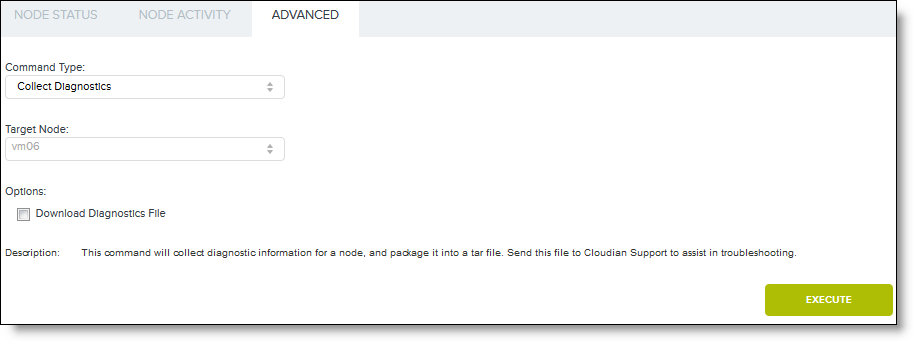 NODE STATUS NODE ACTIVITY ADVANCED
Command Type:
Collect Diagnostics
Target Node:
vm06
Options:
Download Diagnostics File
Description: This command will collect diagnostic information for a node, and package it into a tar file. Send this file to Cloudian Support to assist in troubleshooting.
EXECUTE